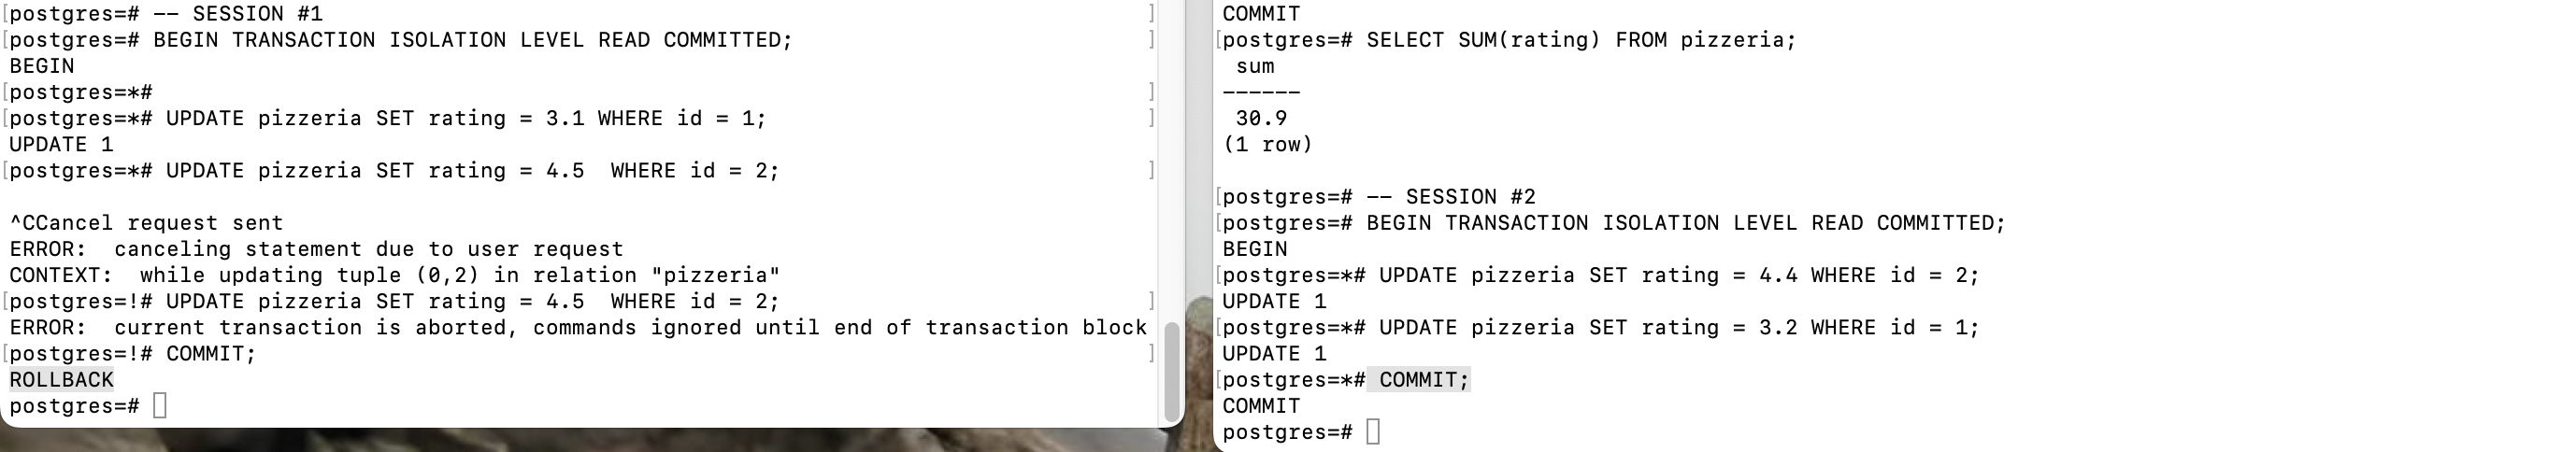 postgres=# -- SESSION #1
postgres=# BEGIN TRANSACTION ISOLATION LEVEL READ COMMITTED;
BEGIN
postgres=*#
postgres=*# UPDATE pizzeria SET rating = 3.1 WHERE id = 1;
UPDATE 1
postgres=*# UPDATE pizzeria SET rating = 4.5  WHERE id = 2;
^CCancel request sent
ERROR:  canceling statement due to user request
CONTEXT:  while updating tuple (0,2) in relation "pizzeria"
postgres=!# UPDATE pizzeria SET rating = 4.5  WHERE id = 2;
ERROR:  current transaction is aborted, commands ignored until end of transaction block
postgres=!# COMMIT;
ROLLBACK
postgres=#
COMMIT
postgres=# SELECT SUM(rating) FROM pizzeria;
sum
------
30.9
(1 row)
postgres=# -- SESSION #2
postgres=# BEGIN TRANSACTION ISOLATION LEVEL READ COMMITTED;
BEGIN
postgres=*# UPDATE pizzeria SET rating = 4.4 WHERE id = 2;
UPDATE 1
postgres=*# UPDATE pizzeria SET rating = 3.2 WHERE id = 1;
UPDATE 1
postgres=*# COMMIT;
COMMIT
postgres=#